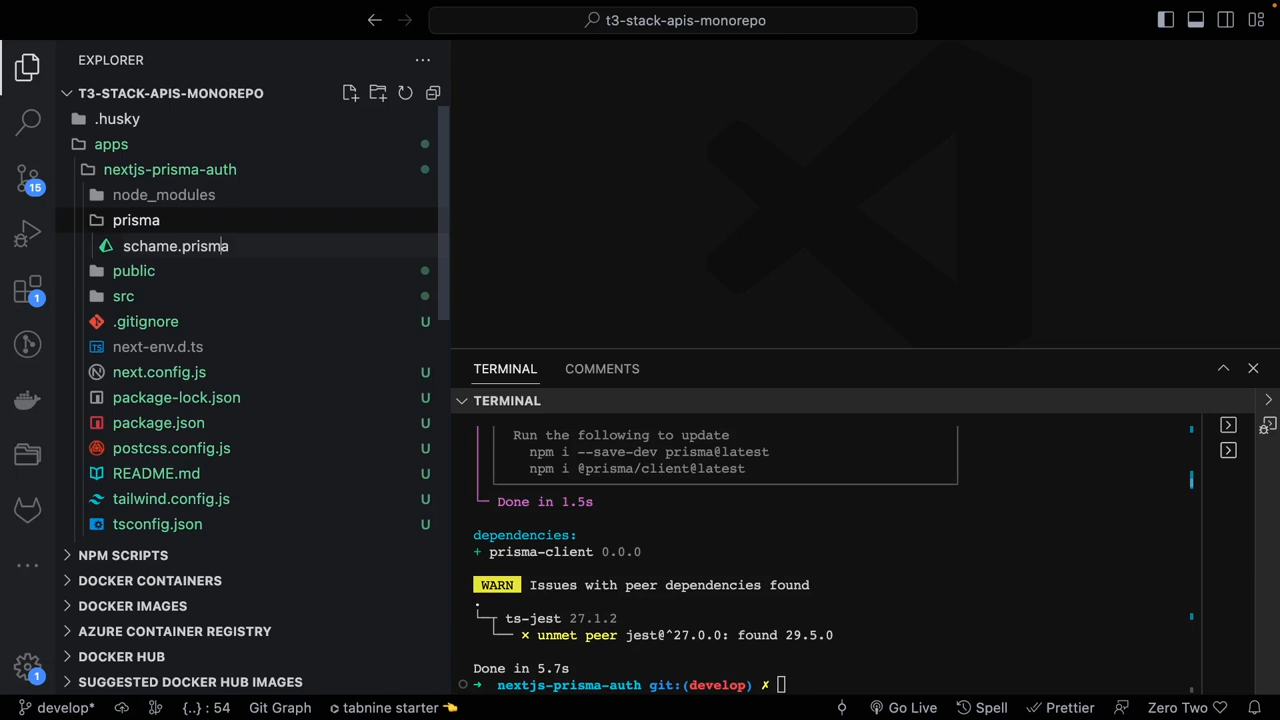 t3-stack-apis-monorepo
EXPLORER
T3-STACK-APIS-MONOREPO
.husky
apps
nextjs-prisma-auth
node_modules
prisma
schame.prisma
public
src
.gitignore U
next-env.d.ts
next.config.js U
package-lock.json U
package.json U
postcss.config.js U
README.md U
tailwind.config.js U
tsconfig.json U
NPM SCRIPTS
DOCKER CONTAINERS
DOCKER IMAGES
AZURE CONTAINER REGISTRY
DOCKER HUB
SUGGESTED DOCKER HUB IMAGES
15
1
1
TERMINAL COMMENTS
TERMINAL
Run the following to update
npm i --save-dev prisma@latest
npm i @prisma/client@latest
Done in 1.5s
dependencies:
+ prisma-client 0.0.0
WARN Issues with peer dependencies found
.
└─┬ ts-jest 27.1.2
└── ✕ unmet peer jest@^27.0.0: found 29.5.0
Done in 5.7s
➜ nextjs-prisma-auth git:(develop) ✗
develop* {..} : 54 Git Graph tabnine starter 👈 Go Live Spell Prettier Zero Two